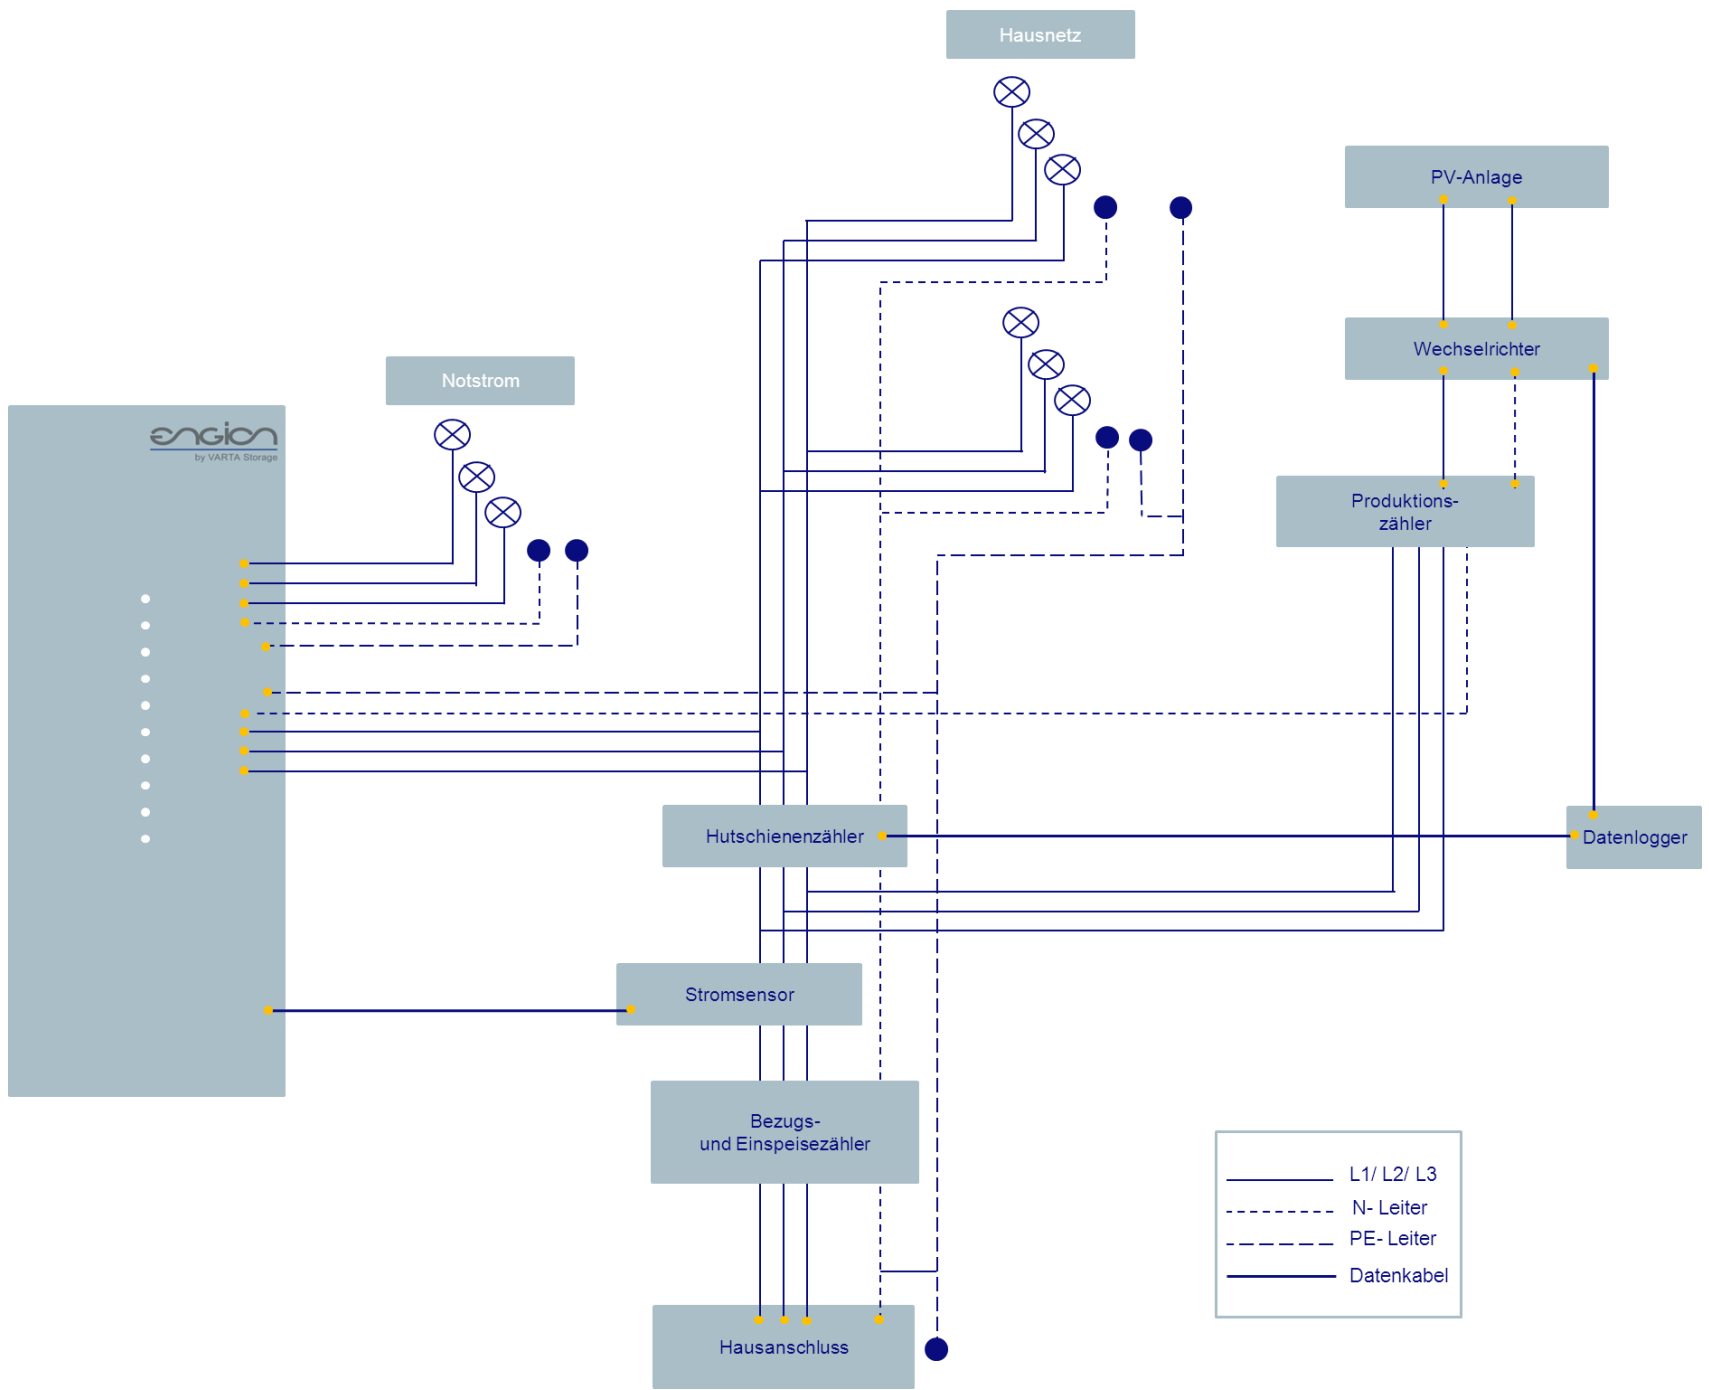 Hausnetz
PV-Anlage
Wechselrichter
Notstrom
engion
by VARTA Storage
Produktions-
zähler
Hutschienenzähler
Datenlogger
Stromsensor
Bezugs-
und Einspeisezähler
L1/ L2/ L3
N- Leiter
PE- Leiter
Datenkabel
Hausanschluss